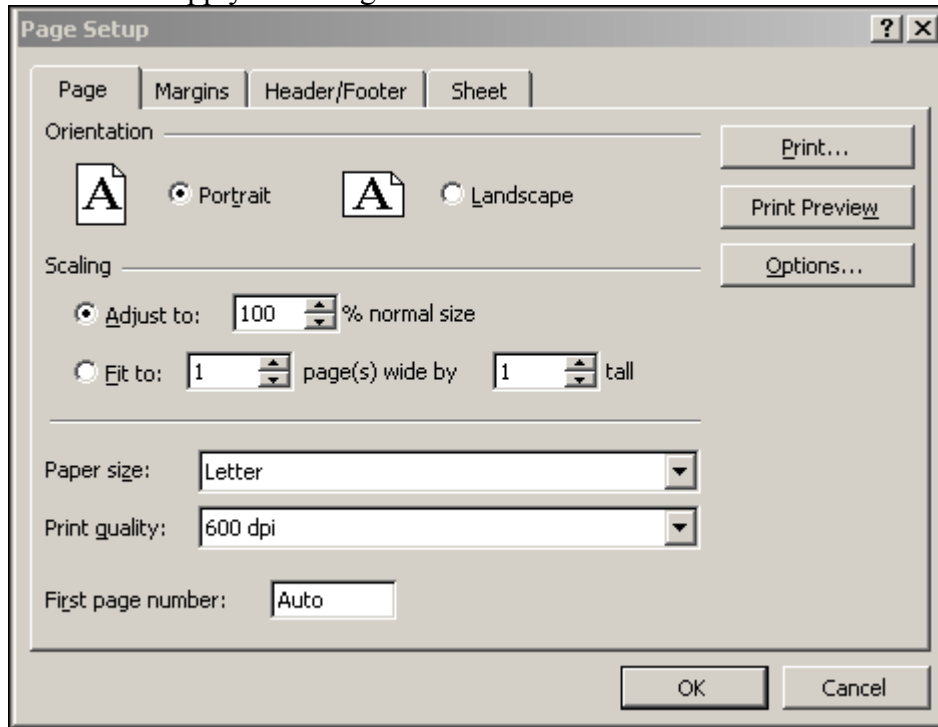 Page Setup
Page Margins Header/Footer Sheet
Orientation
Print...
A Portrait A Landscape
Print Preview
Scaling
Options...
Adjust to: 100 % normal size
Fit to: 1 page(s) wide by 1 tall
Paper size: Letter
Print quality: 600 dpi
First page number: Auto
OK Cancel